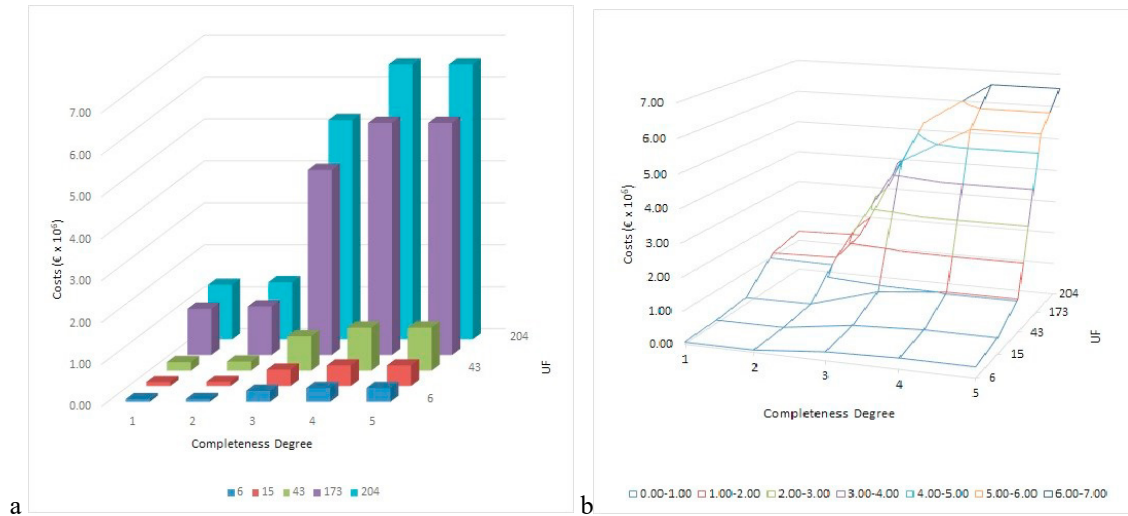 7.00
6.00
5.00
4.00
3.00
2.00
1.00
0.00
Costs (€ x 10⁶)
1 2 3 4 5
Completeness Degree
204
43
6
UF
6 15 43 173 204
a
7.00
6.00
5.00
4.00
3.00
2.00
1.00
0.00
Costs (€ x 10⁶)
1
2
3
4
5
Completeness Degree
204
173
43
15
6
UF
0.00-1.00 1.00-2.00 2.00-3.00 3.00-4.00 4.00-5.00 5.00-6.00 6.00-7.00
b